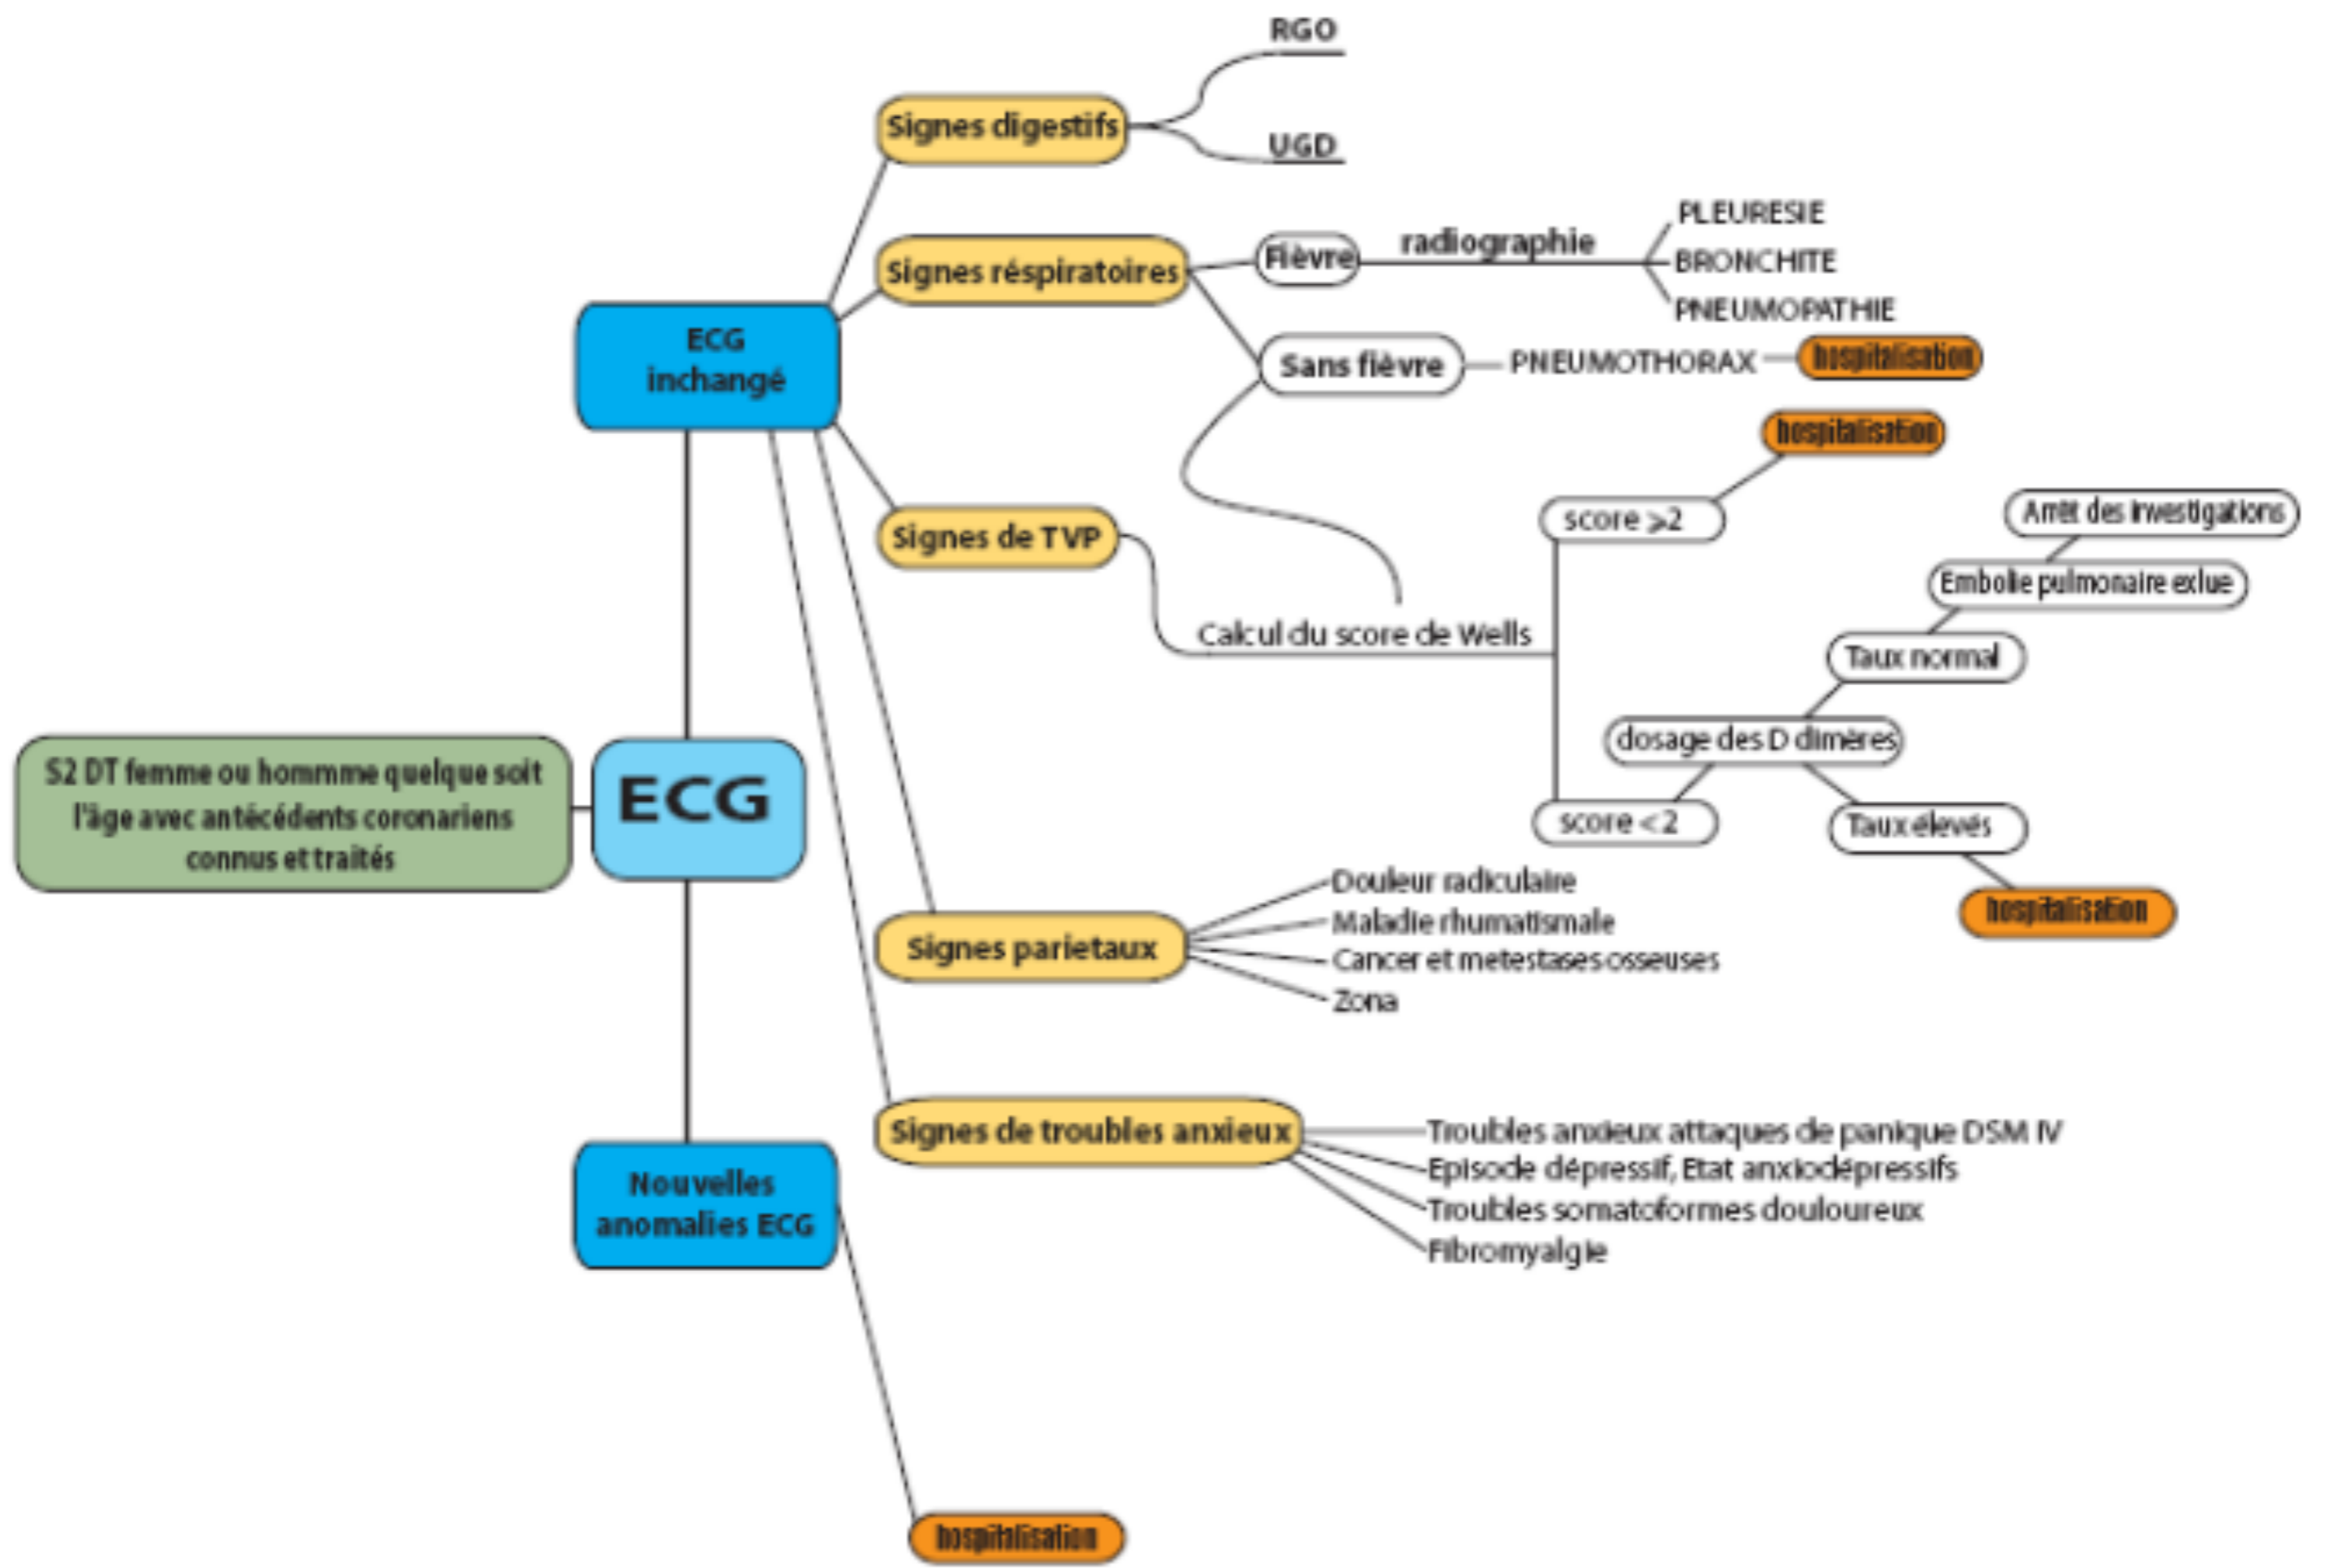 RGO
Signes digestifs
UGD
PLEURESIE
Signes réspiratoires
Fièvre
radiographie
BRONCHITE
PNEUMOPATHIE
ECG
inchangé
Sans fièvre
PNEUMOTHORAX
hospitalisation
hospitalisation
Signes de TVP
score ⩾2
Arrêt des investigations
Embolie pulmonaire exlue
Calcul du score de Wells
Taux normal
dosage des D dimères
S2 DT femme ou hommme quelque soit
l'âge avec antécédents coronariens
connus et traités
ECG
score < 2
Taux élevés
hospitalisation
Signes parietaux
Douleur radiculaire
Maladie rhumatismale
Cancer et metestases osseuses
Zona
Signes de troubles anxieux
Troubles anxieux attaques de panique DSM IV
Episode dépressif, Etat anxiodépressifs
Troubles somatoformes douloureux
Fibromyalgie
Nouvelles
anomalies ECG
hospitalisation